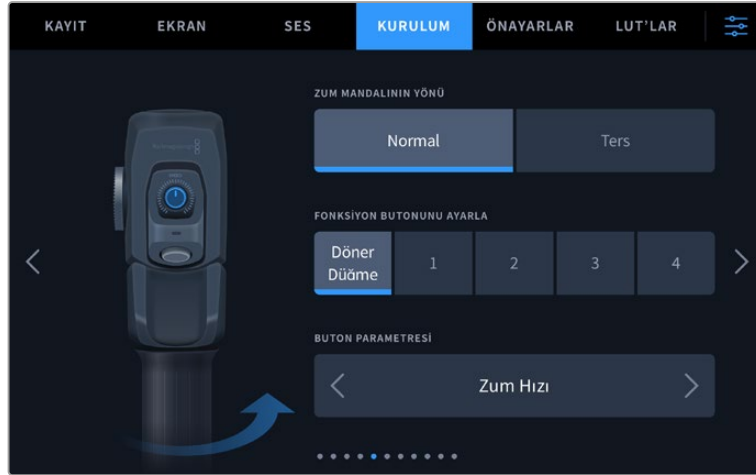 KAYIT EKRAN SES KURULUM ÖNAYARLAR LUT’LAR
ZUM MANDALININ YÖNÜ
Normal Ters
FONKSİYON BUTONUNU AYARLA
Döner
Düğme 1 2 3 4
BUTON PARAMETRESİ
Zum Hızı